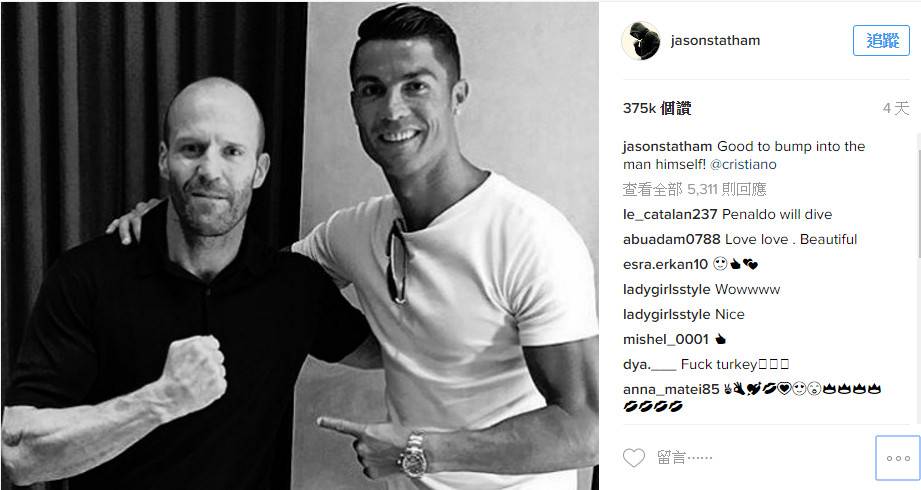 jasonstatham
追蹤
375k 個讚
4 天
jasonstatham Good to bump into the
man himself! @cristiano
查看全部 5,311 則回應
le_catalan237 Penaldo will dive
abuadam0788 Love love . Beautiful
esra.erkan10
ladygirlsstyle Wowwww
ladygirlsstyle Nice
mishel_0001
dya.___ Fuck turkey
anna_matei85
留言⋯⋯